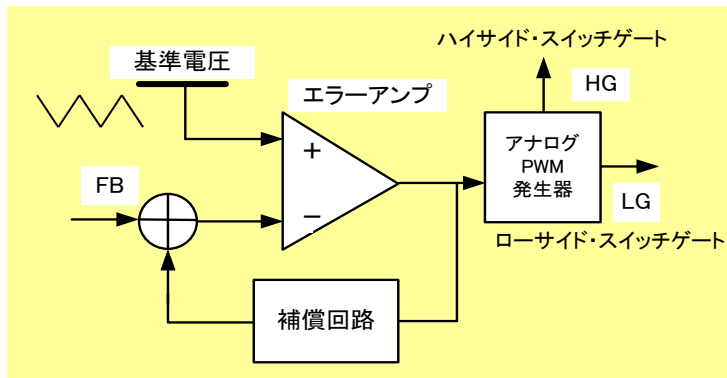 ハイサイド・スイッチゲート
基準電圧
HG
エラーアンプ
+
アナログ
PWM
発生器
FB
−
LG
ローサイド・スイッチゲート
補償回路